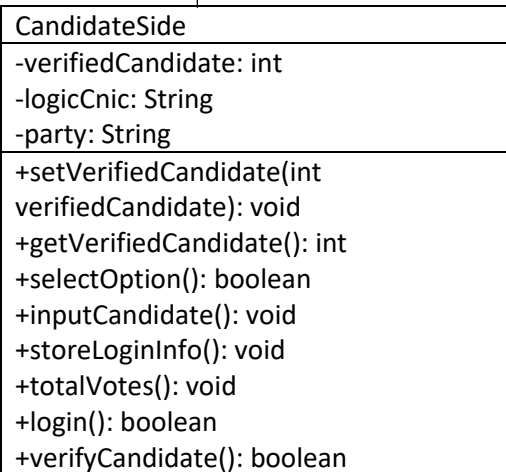 CandidateSide
-verifiedCandidate: int
-logicCnic: String
-party: String
+setVerifiedCandidate(int
verifiedCandidate): void
+getVerifiedCandidate(): int
+selectOption(): boolean
+inputCandidate(): void
+storeLoginInfo(): void
+totalVotes(): void
+login(): boolean
+verifyCandidate(): boolean